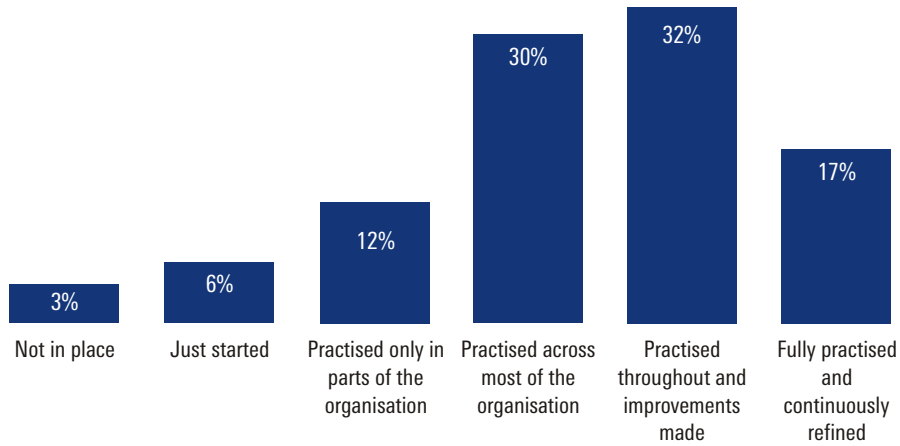 32%
30%
17%
12%
6%
3%
Not in place
Just started
Practised only in
parts of the
organisation
Practised across
most of the
organisation
Practised
throughout and
improvements
made
Fully practised
and
continuously
refined